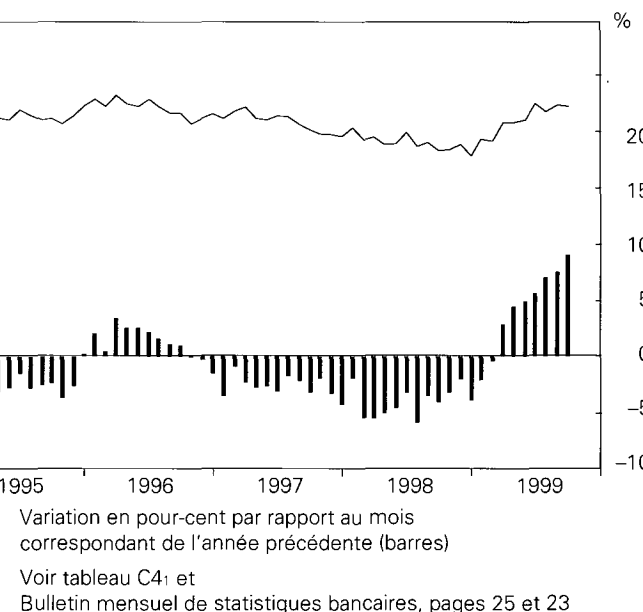 %
20
15
10
5
0
–5
–10
1995 1996 1997 1998 1999
Variation en pour-cent par rapport au mois
correspondant de l'année précédente (barres)
Voir tableau C41 et
Bulletin mensuel de statistiques bancaires, pages 25 et 23